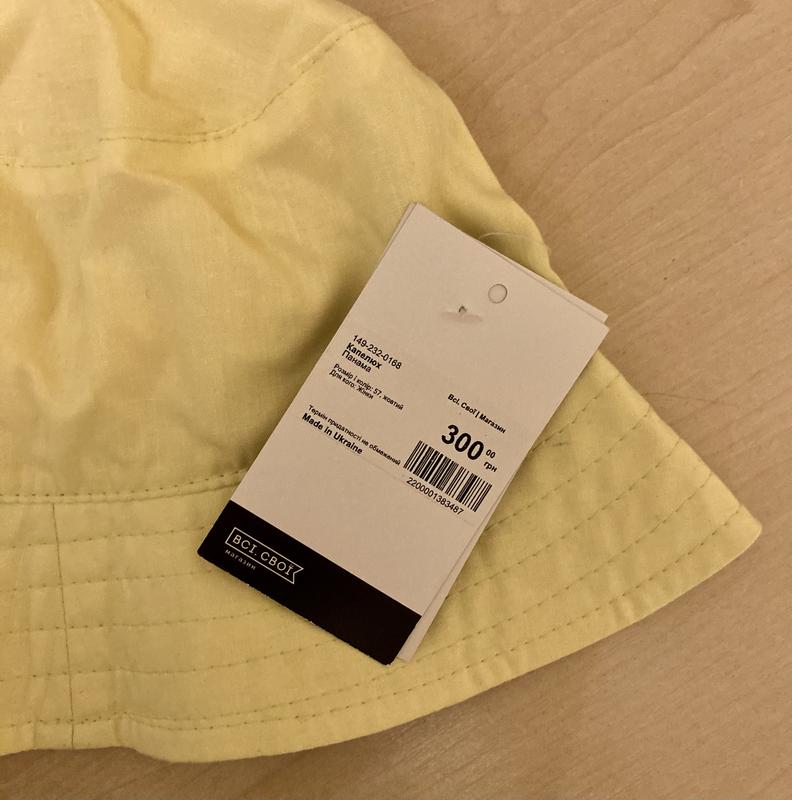 149-232-0168
Капелюх
Панама
Розмір і колір: 57, жовтий
Для кого: Жінки
Всі. Свої | Магазин
Термін придатності не обмежений
Made in Ukraine
300 00
грн
2200001383487
ВСІ. СВОЇ
магазин